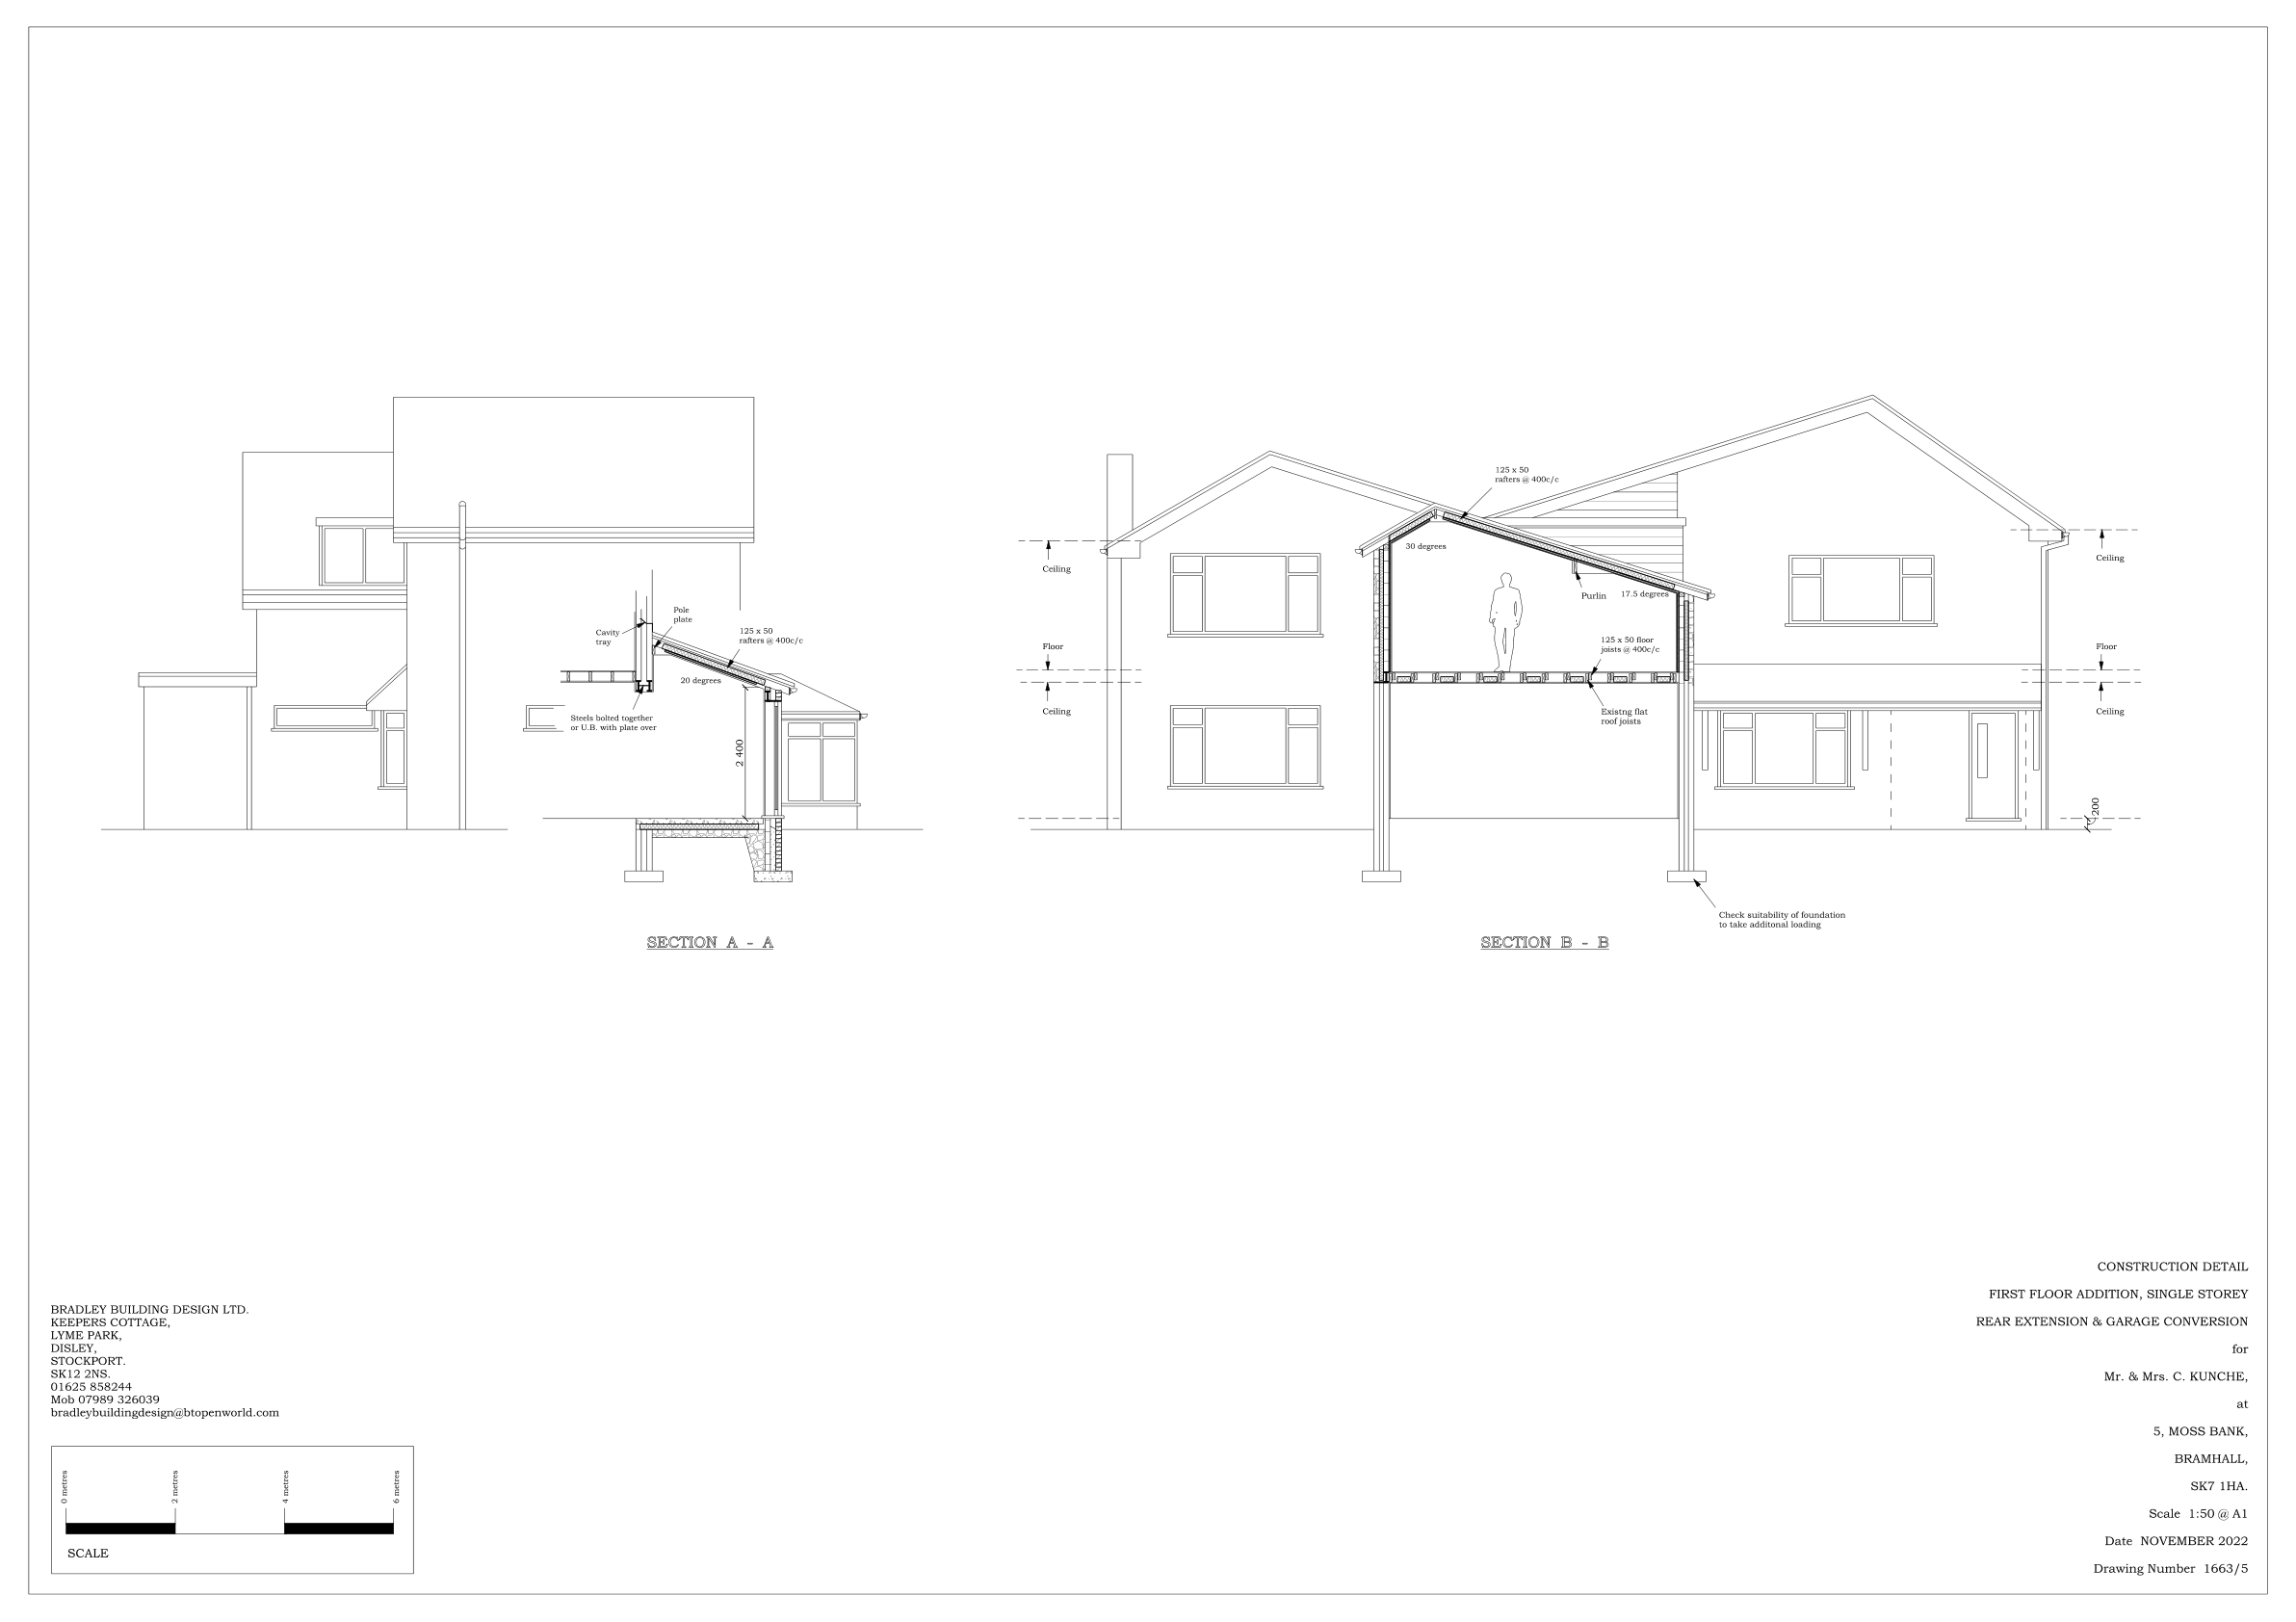 125 x 50
rafters @ 400c/c
30 degrees
Ceiling
Ceiling
Purlin
17.5 degrees
Pole
plate
Cavity
tray
125 x 50
rafters @ 400c/c
20 degrees
Floor
125 x 50 floor
joists @ 400c/c
Floor
Steels bolted together
or U.B. with plate over
Ceiling
Existng flat
roof joists
Ceiling
2 400
200
Check suitability of foundation
to take additonal loading
SECTION A - A
SECTION B - B
BRADLEY BUILDING DESIGN LTD.
KEEPERS COTTAGE,
LYME PARK,
DISLEY,
STOCKPORT.
SK12 2NS.
01625 858244
Mob 07989 326039
bradleybuildingdesign@btopenworld.com
0 metres
2 metres
4 metres
6 metres
SCALE
CONSTRUCTION DETAIL
FIRST FLOOR ADDITION, SINGLE STOREY
REAR EXTENSION & GARAGE CONVERSION
for
Mr. & Mrs. C. KUNCHE,
at
5, MOSS BANK,
BRAMHALL,
SK7 1HA.
Scale 1:50 @ A1
Date NOVEMBER 2022
Drawing Number 1663/5